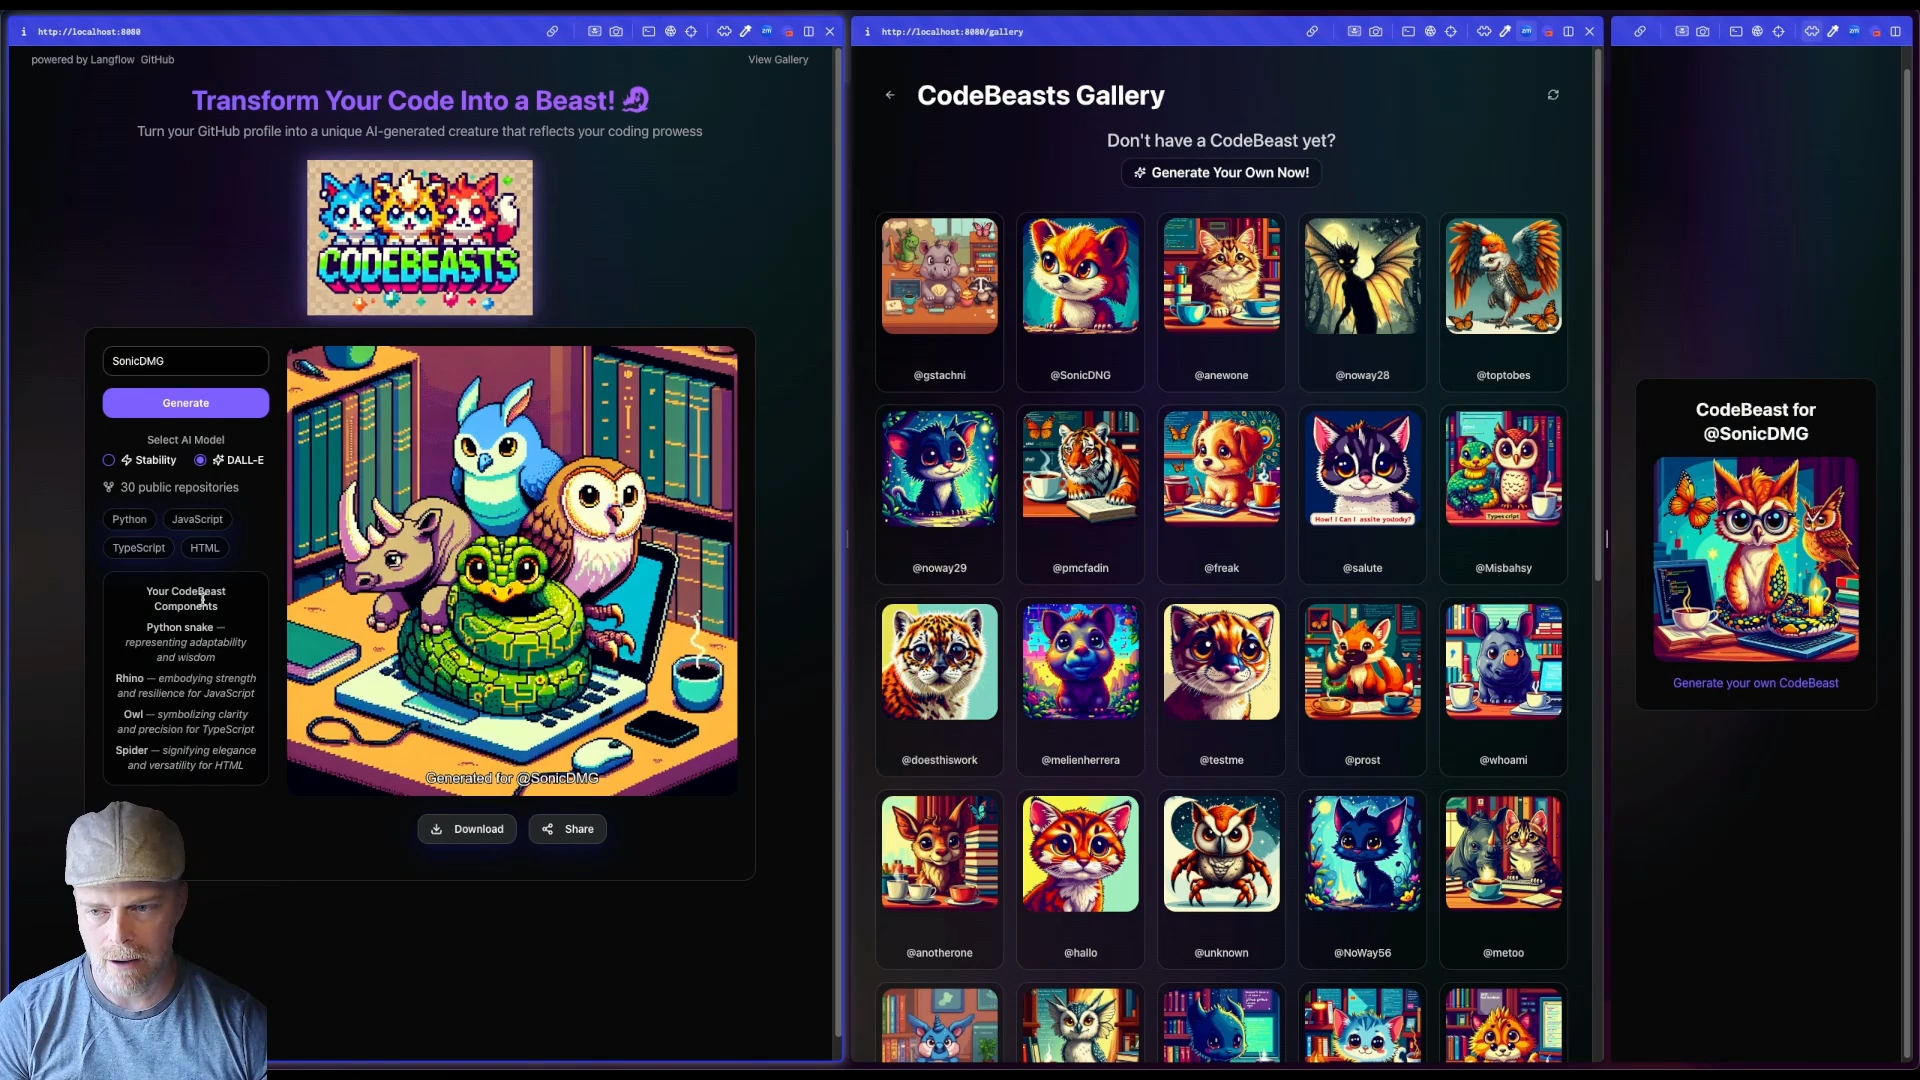 http://localhost:8080
powered by Langflow GitHub
View Gallery
Transform Your Code Into a Beast!
Turn your GitHub profile into a unique AI-generated creature that reflects your coding prowess
CODEBEASTS
SonicDMG
Generate
Select AI Model
Stability
DALL-E
30 public repositories
Python
JavaScript
TypeScript
HTML
Your CodeBeast
Components
Python snake —
representing adaptability
and wisdom
Rhino — embodying strength
and resilience for JavaScript
Owl — symbolizing clarity
and precision for TypeScript
Spider — signifying elegance
and versatility for HTML
Generated for @SonicDMG
Download
Share
http://localhost:8080/gallery
CodeBeasts Gallery
Don't have a CodeBeast yet?
Generate Your Own Now!
@gstachni
@SonicDNG
@anewone
@noway28
@toptobes
How! I Can I assite yodody?
Types cript
@noway29
@pmcfadin
@freak
@salute
@Misbahsy
@doesthiswork
@melienherrera
@testme
@prost
@whoami
@anotherone
@hallo
@unknown
@NoWay56
@metoo
CodeBeast for
@SonicDMG
Generate your own CodeBeast